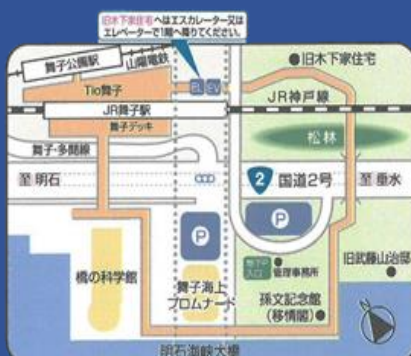 旧木下家住宅へはエスカレーター又は
エレベーターで1階へ降りてください。
舞子公園駅
山陽電鉄
旧木下家住宅
Tio舞子
EL
EV
JR舞子駅
JR神戸線
舞子デッキ
松林
舞子・多聞線
至 明石
2
国道2号
至 垂水
P
P
橋の科学館
舞子海上
プロムナード
入口
管理事務所
旧武藤山治邸
孫文記念館
(移情閣)
明石海峡大橋